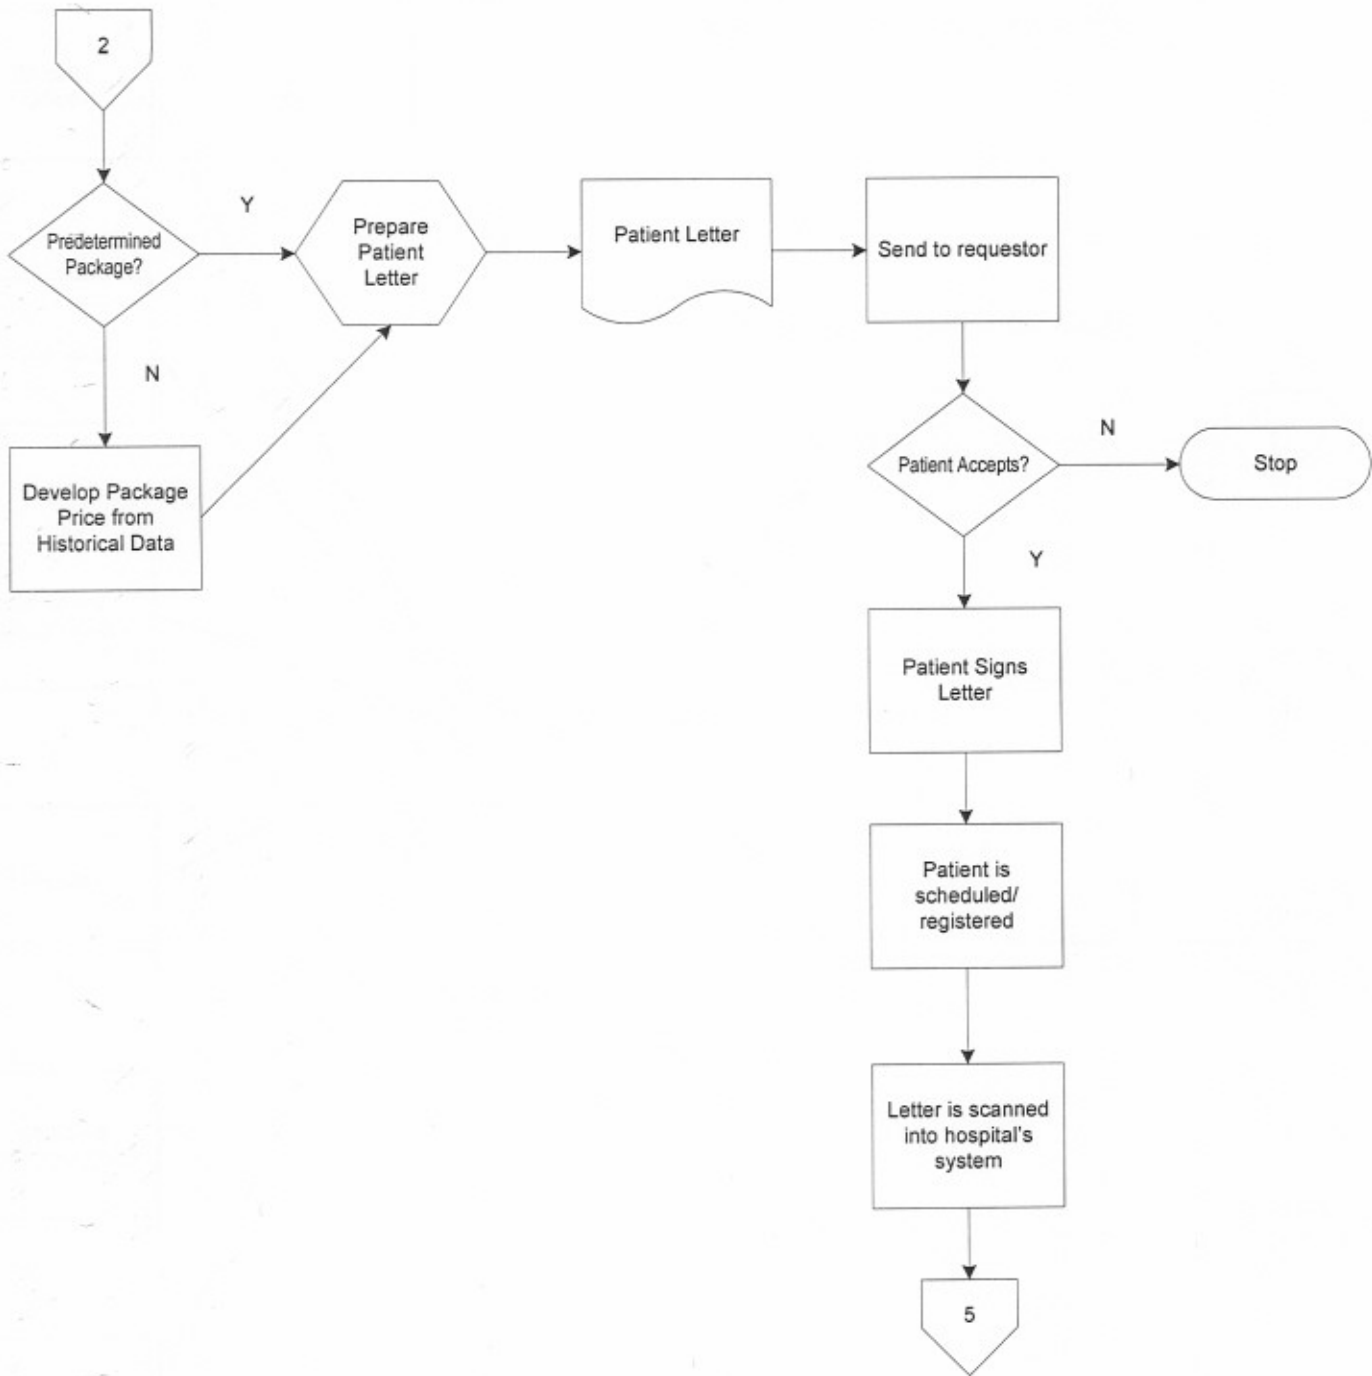 2
Predetermined
Package?
Y
N
Develop Package
Price from
Historical Data
Prepare
Patient
Letter
Patient Letter
Send to requestor
Patient Accepts?
N
Stop
Y
Patient Signs
Letter
Patient is
scheduled/
registered
Letter is scanned
into hospital's
system
5